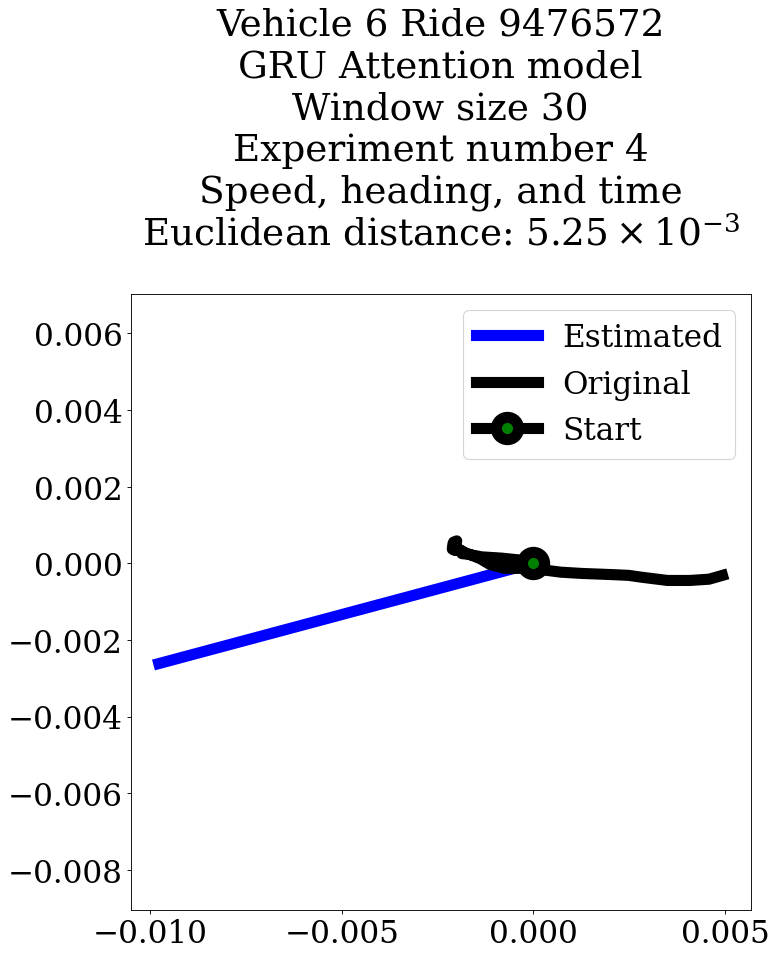 Vehicle 6 Ride 9476572
GRU Attention model
Window size 30
Experiment number 4
Speed, heading, and time
Euclidean distance: 5.25 × 10⁻³
Estimated
Original
Start
0.006
0.004
0.002
0.000
−0.002
−0.004
−0.006
−0.008
−0.010 −0.005 0.000 0.005